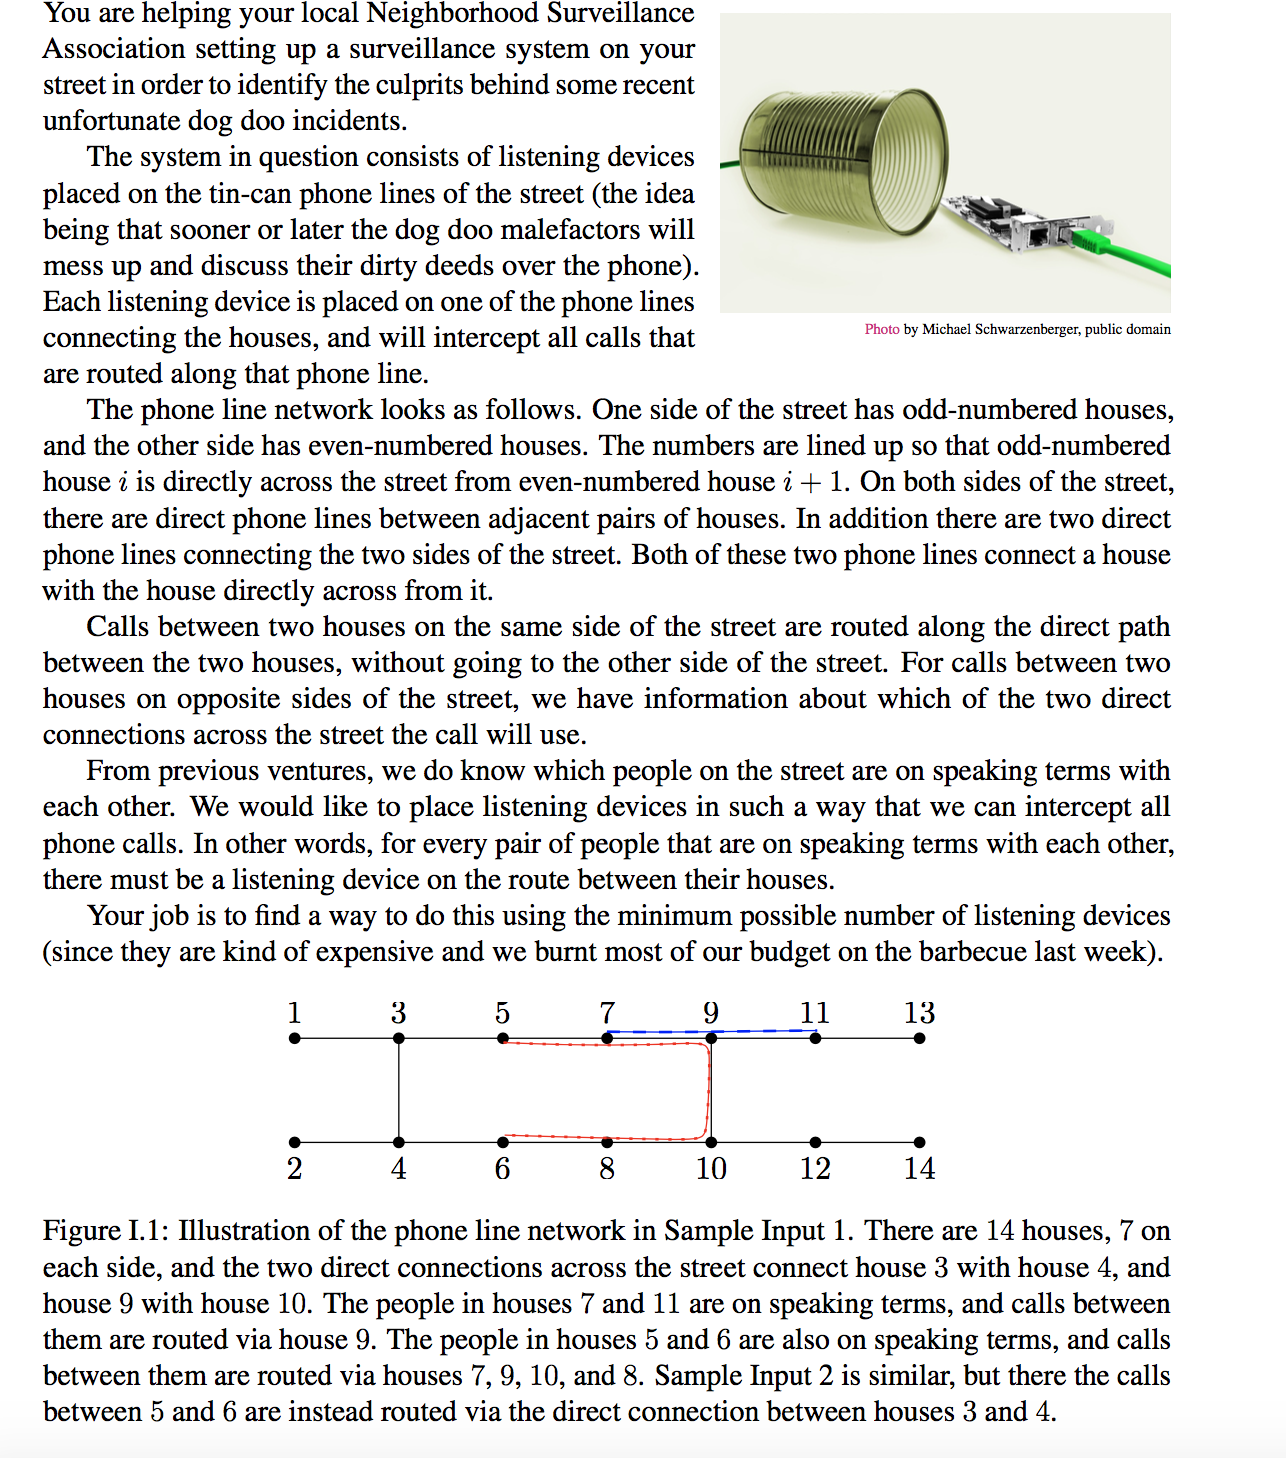 You are helping your local Neighborhood Surveillance
Association setting up a surveillance system on your
street in order to identify the culprits behind some recent
unfortunate dog doo incidents.
The system in question consists of listening devices
placed on the tin-can phone lines of the street (the idea
being that sooner or later the dog doo malefactors will
mess up and discuss their dirty deeds over the phone).
Each listening device is placed on one of the phone lines
connecting the houses, and will intercept all calls that
are routed along that phone line.
Photo by Michael Schwarzenberger, public domain
The phone line network looks as follows. One side of the street has odd-numbered houses,
and the other side has even-numbered houses. The numbers are lined up so that odd-numbered
house i is directly across the street from even-numbered house i + 1. On both sides of the street,
there are direct phone lines between adjacent pairs of houses. In addition there are two direct
phone lines connecting the two sides of the street. Both of these two phone lines connect a house
with the house directly across from it.
Calls between two houses on the same side of the street are routed along the direct path
between the two houses, without going to the other side of the street. For calls between two
houses on opposite sides of the street, we have information about which of the two direct
connections across the street the call will use.
From previous ventures, we do know which people on the street are on speaking terms with
each other. We would like to place listening devices in such a way that we can intercept all
phone calls. In other words, for every pair of people that are on speaking terms with each other,
there must be a listening device on the route between their houses.
Your job is to find a way to do this using the minimum possible number of listening devices
(since they are kind of expensive and we burnt most of our budget on the barbecue last week).
1 3 5 7 9 11 13
2 4 6 8 10 12 14
Figure I.1: Illustration of the phone line network in Sample Input 1. There are 14 houses, 7 on
each side, and the two direct connections across the street connect house 3 with house 4, and
house 9 with house 10. The people in houses 7 and 11 are on speaking terms, and calls between
them are routed via house 9. The people in houses 5 and 6 are also on speaking terms, and calls
between them are routed via houses 7, 9, 10, and 8. Sample Input 2 is similar, but there the calls
between 5 and 6 are instead routed via the direct connection between houses 3 and 4.